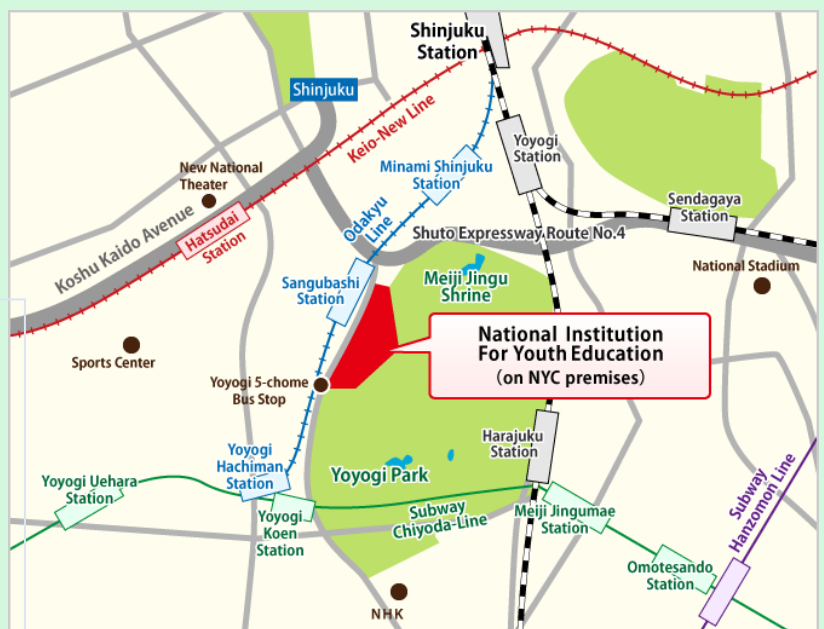 Shinjuku
Station
Shinjuku
Keio-New Line
Yoyogi
Station
Minami Shinjuku
Station
New National
Theater
Sendagaya
Station
Koshu Kaido Avenue
Hatsudai
Station
Odakyu
Line
Shuto Expressway Route No.4
National Stadium
Sangubashi
Station
Meiji Jingu
Shrine
National Institution
For Youth Education
(on NYC premises)
Sports Center
Yoyogi 5-chome
Bus Stop
Harajuku
Station
Yoyogi
Hachiman
Station
Yoyogi Park
Yoyogi Uehara
Station
Subway
Chiyoda-Line
Yoyogi
Koen
Station
Meiji Jingumae
Station
Subway
Hanzomon Line
Omotesando
Station
NHK